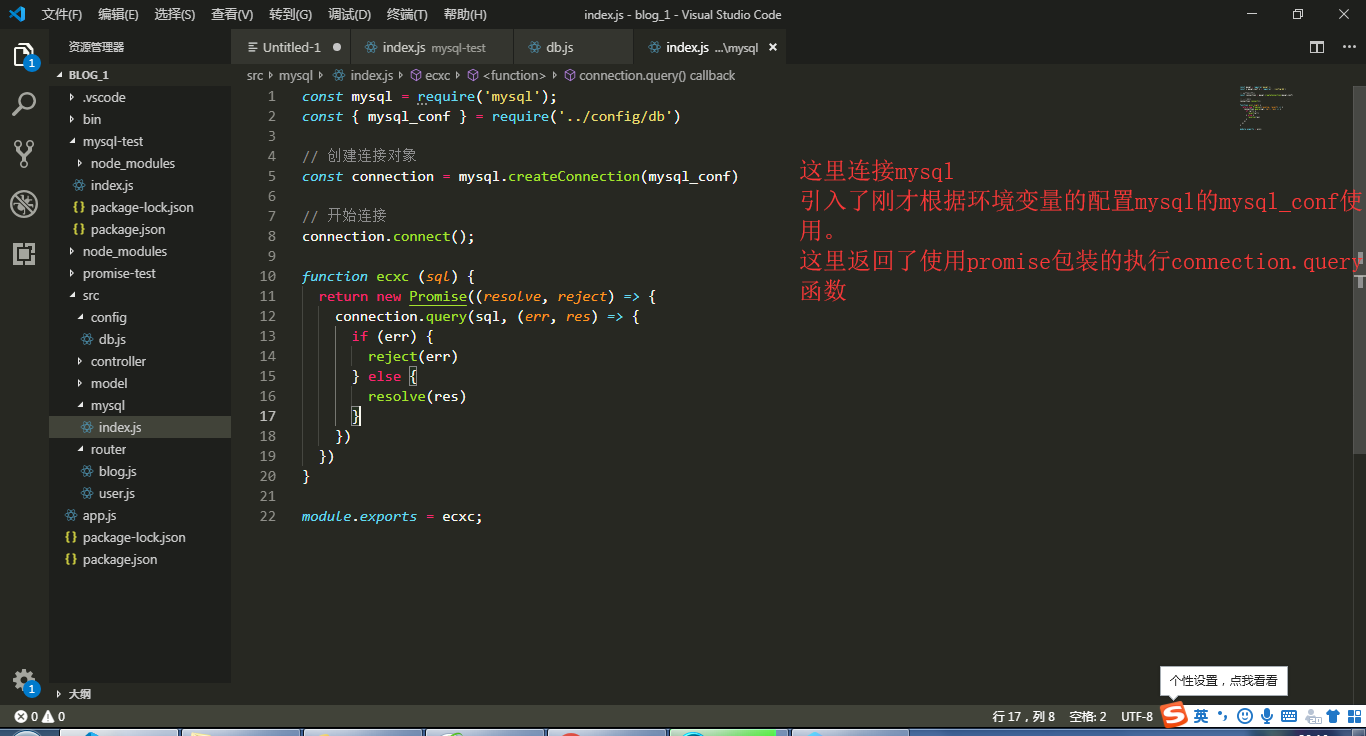 文件(F) 编辑(E) 选择(S) 查看(V) 转到(G) 调试(D) 终端(T) 帮助(H) index.js - blog_1 - Visual Studio Code
资源管理器
Untitled-1 index.js mysql-test db.js index.js ...\mysql
1
BLOG_1
.vscode
bin
mysql-test
node_modules
index.js
package-lock.json
package.json
node_modules
promise-test
src
config
db.js
controller
model
mysql
index.js
router
blog.js
user.js
app.js
package-lock.json
package.json
大纲
1
src mysql index.js ecxc <function> connection.query() callback
1 const mysql = require('mysql');
2 const { mysql_conf } = require('../config/db')
3
4 // 创建连接对象
5 const connection = mysql.createConnection(mysql_conf)
6
7 // 开始连接
8 connection.connect();
9
10 function ecxc (sql) {
11 return new Promise((resolve, reject) => {
12 connection.query(sql, (err, res) => {
13 if (err) {
14 reject(err)
15 } else {
16 resolve(res)
17 }
18 })
19 })
20 }
21
22 module.exports = ecxc;
这里连接mysql
引入了刚才根据环境变量的配置mysql的mysql_conf使
用。
这里返回了使用promise包装的执行connection.query
函数
个性设置，点我看看
0 0 行 17，列 8 空格: 2 UTF-8
S 英